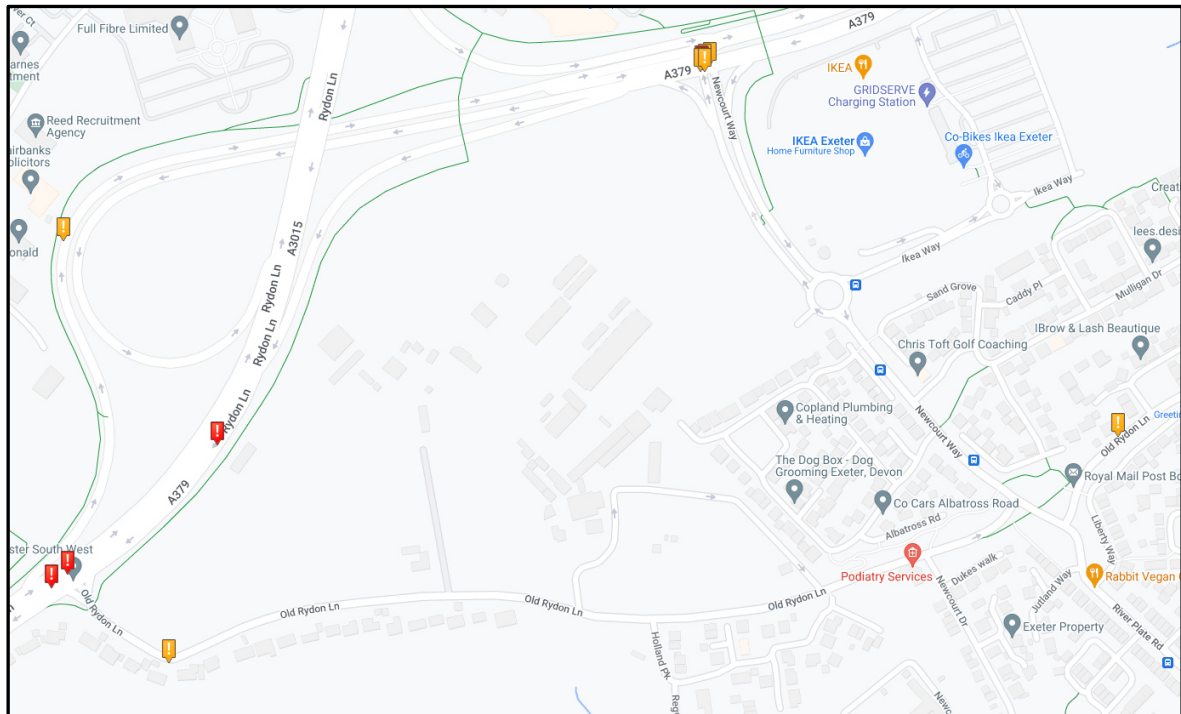 wer Ct
Full Fibre Limited
arnes
tment
Rydon Ln
A379
A379
Newcourt Way
IKEA
GRIDSERVE
Charging Station
IKEA Exeter
Home Furniture Shop
Co-Bikes Ikea Exeter
Reed Recruitment
Agency
airbanks
olicitors
Ikea Way
Creat
onald
A3015
Rydon Ln
Rydon Ln
Ikea Way
lees.desi
Mulligan Dr
Sand Grove
Caddy Pl
IBrow & Lash Beautique
Chris Toft Golf Coaching
Rydon Ln
Copland Plumbing
& Heating
Newcourt Way
Old Rydon Ln
Greetin
The Dog Box - Dog
Grooming Exeter, Devon
Royal Mail Post Bo
A379
Co Cars Albatross Road
Albatross Rd
Liberty Way
ster South West
Podiatry Services
Dukes walk
Jutland Way
Rabbit Vegan C
Old Rydon Ln
Old Rydon Ln
Old Rydon Ln
Old Rydon Ln
Newcourt Dr
River Plate Rd
Exeter Property
Holland Pk
Rege
Newc